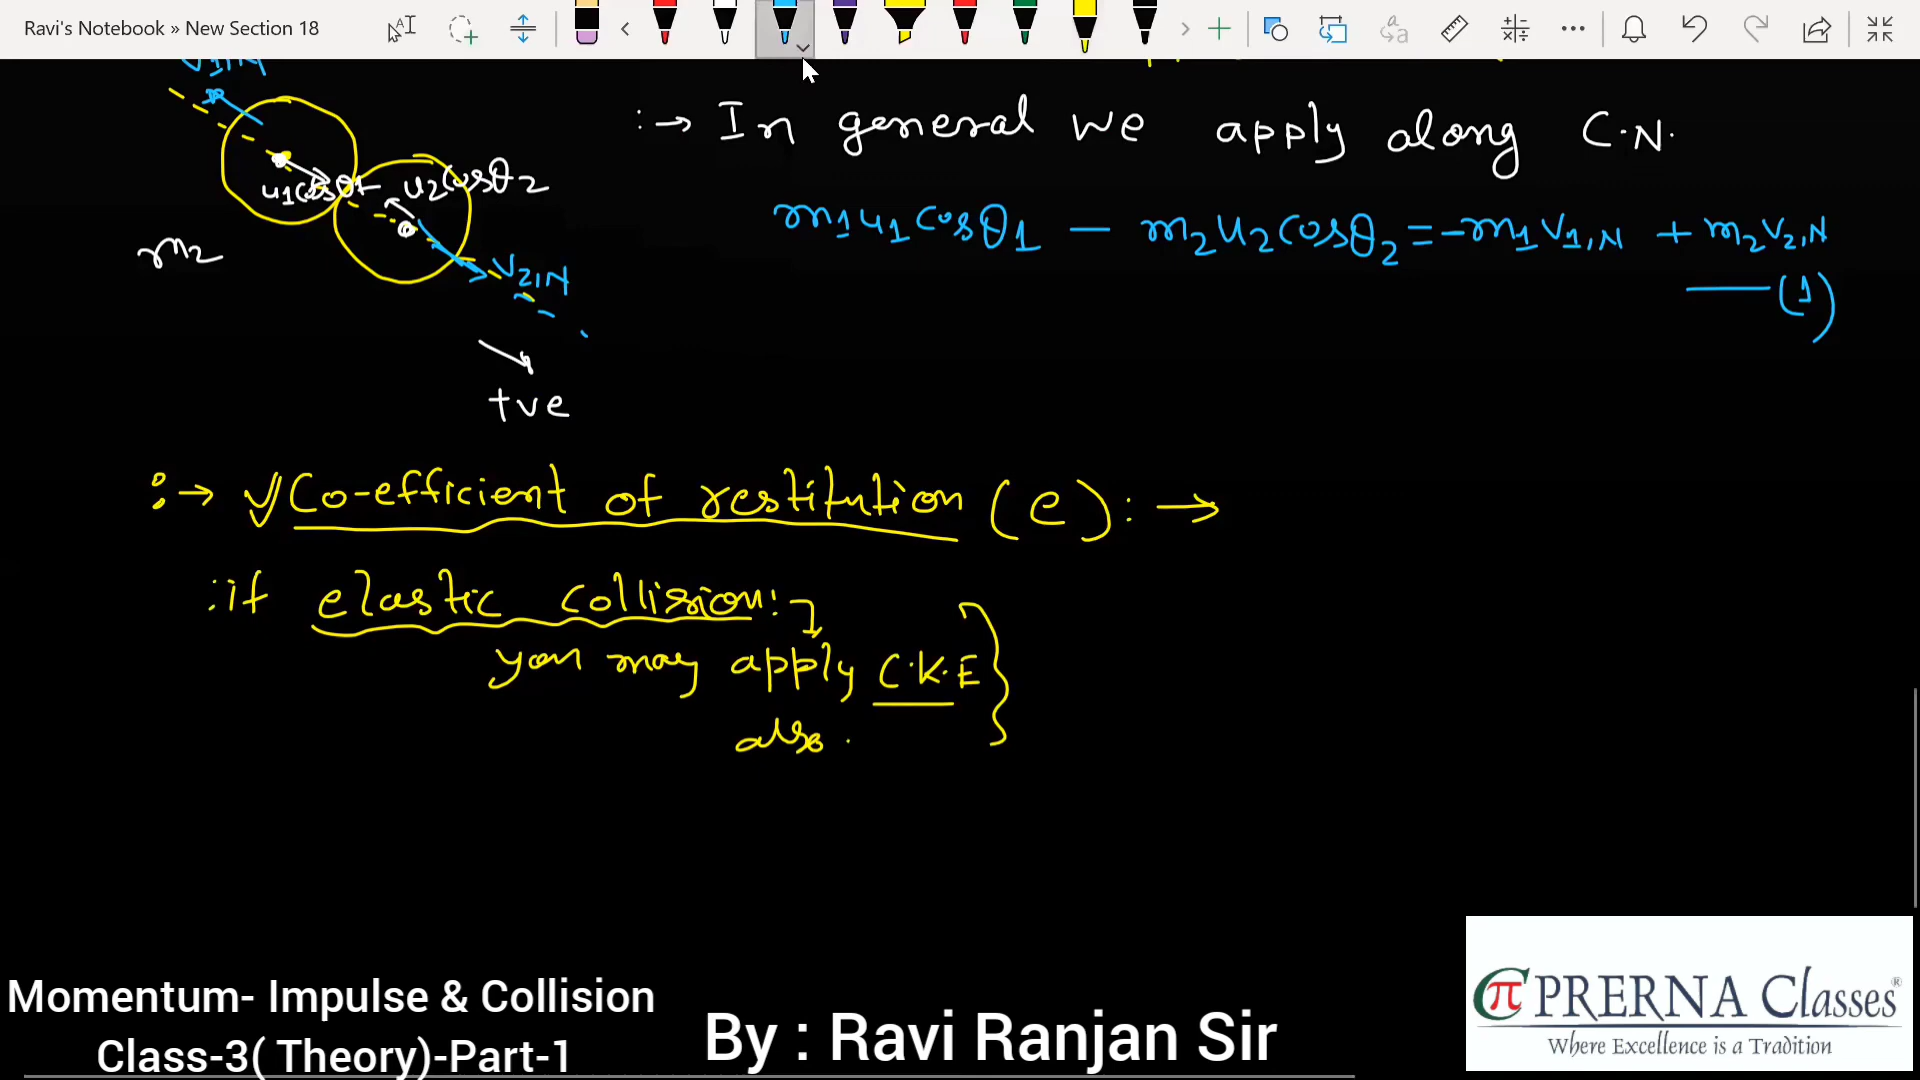 Ravi's Notebook » New Section 18
V1,N
:→ In general we apply along C.N.
u1cosθ1 u2cosθ2
m1u1cosθ1 — m2u2cosθ2 = -m1v1,N + m2v2,N
m2
V2,N
—(1)
+ve
:→ Co-efficient of restitution (e) : →
: if elastic collision:
you may apply C.K.E
also.
Momentum- Impulse & Collision
Class-3( Theory)-Part-1
By : Ravi Ranjan Sir
π PRERNA Classes®
Where Excellence is a Tradition